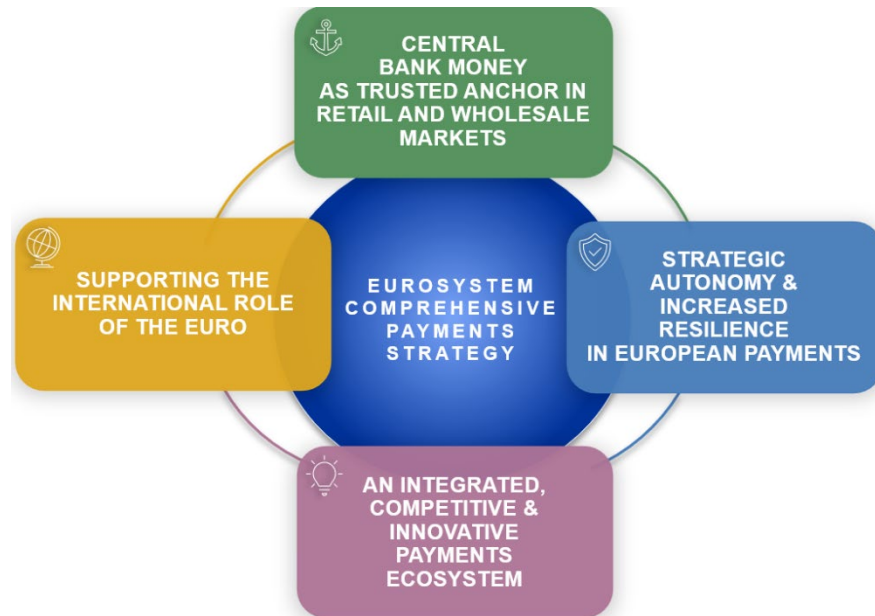 CENTRAL
BANK MONEY
AS TRUSTED ANCHOR IN
RETAIL AND WHOLESALE
MARKETS
SUPPORTING THE
INTERNATIONAL ROLE
OF THE EURO
EUROSYSTEM
COMPREHENSIVE
PAYMENTS
STRATEGY
STRATEGIC
AUTONOMY &
INCREASED
RESILIENCE
IN EUROPEAN PAYMENTS
AN INTEGRATED,
COMPETITIVE &
INNOVATIVE
PAYMENTS
ECOSYSTEM